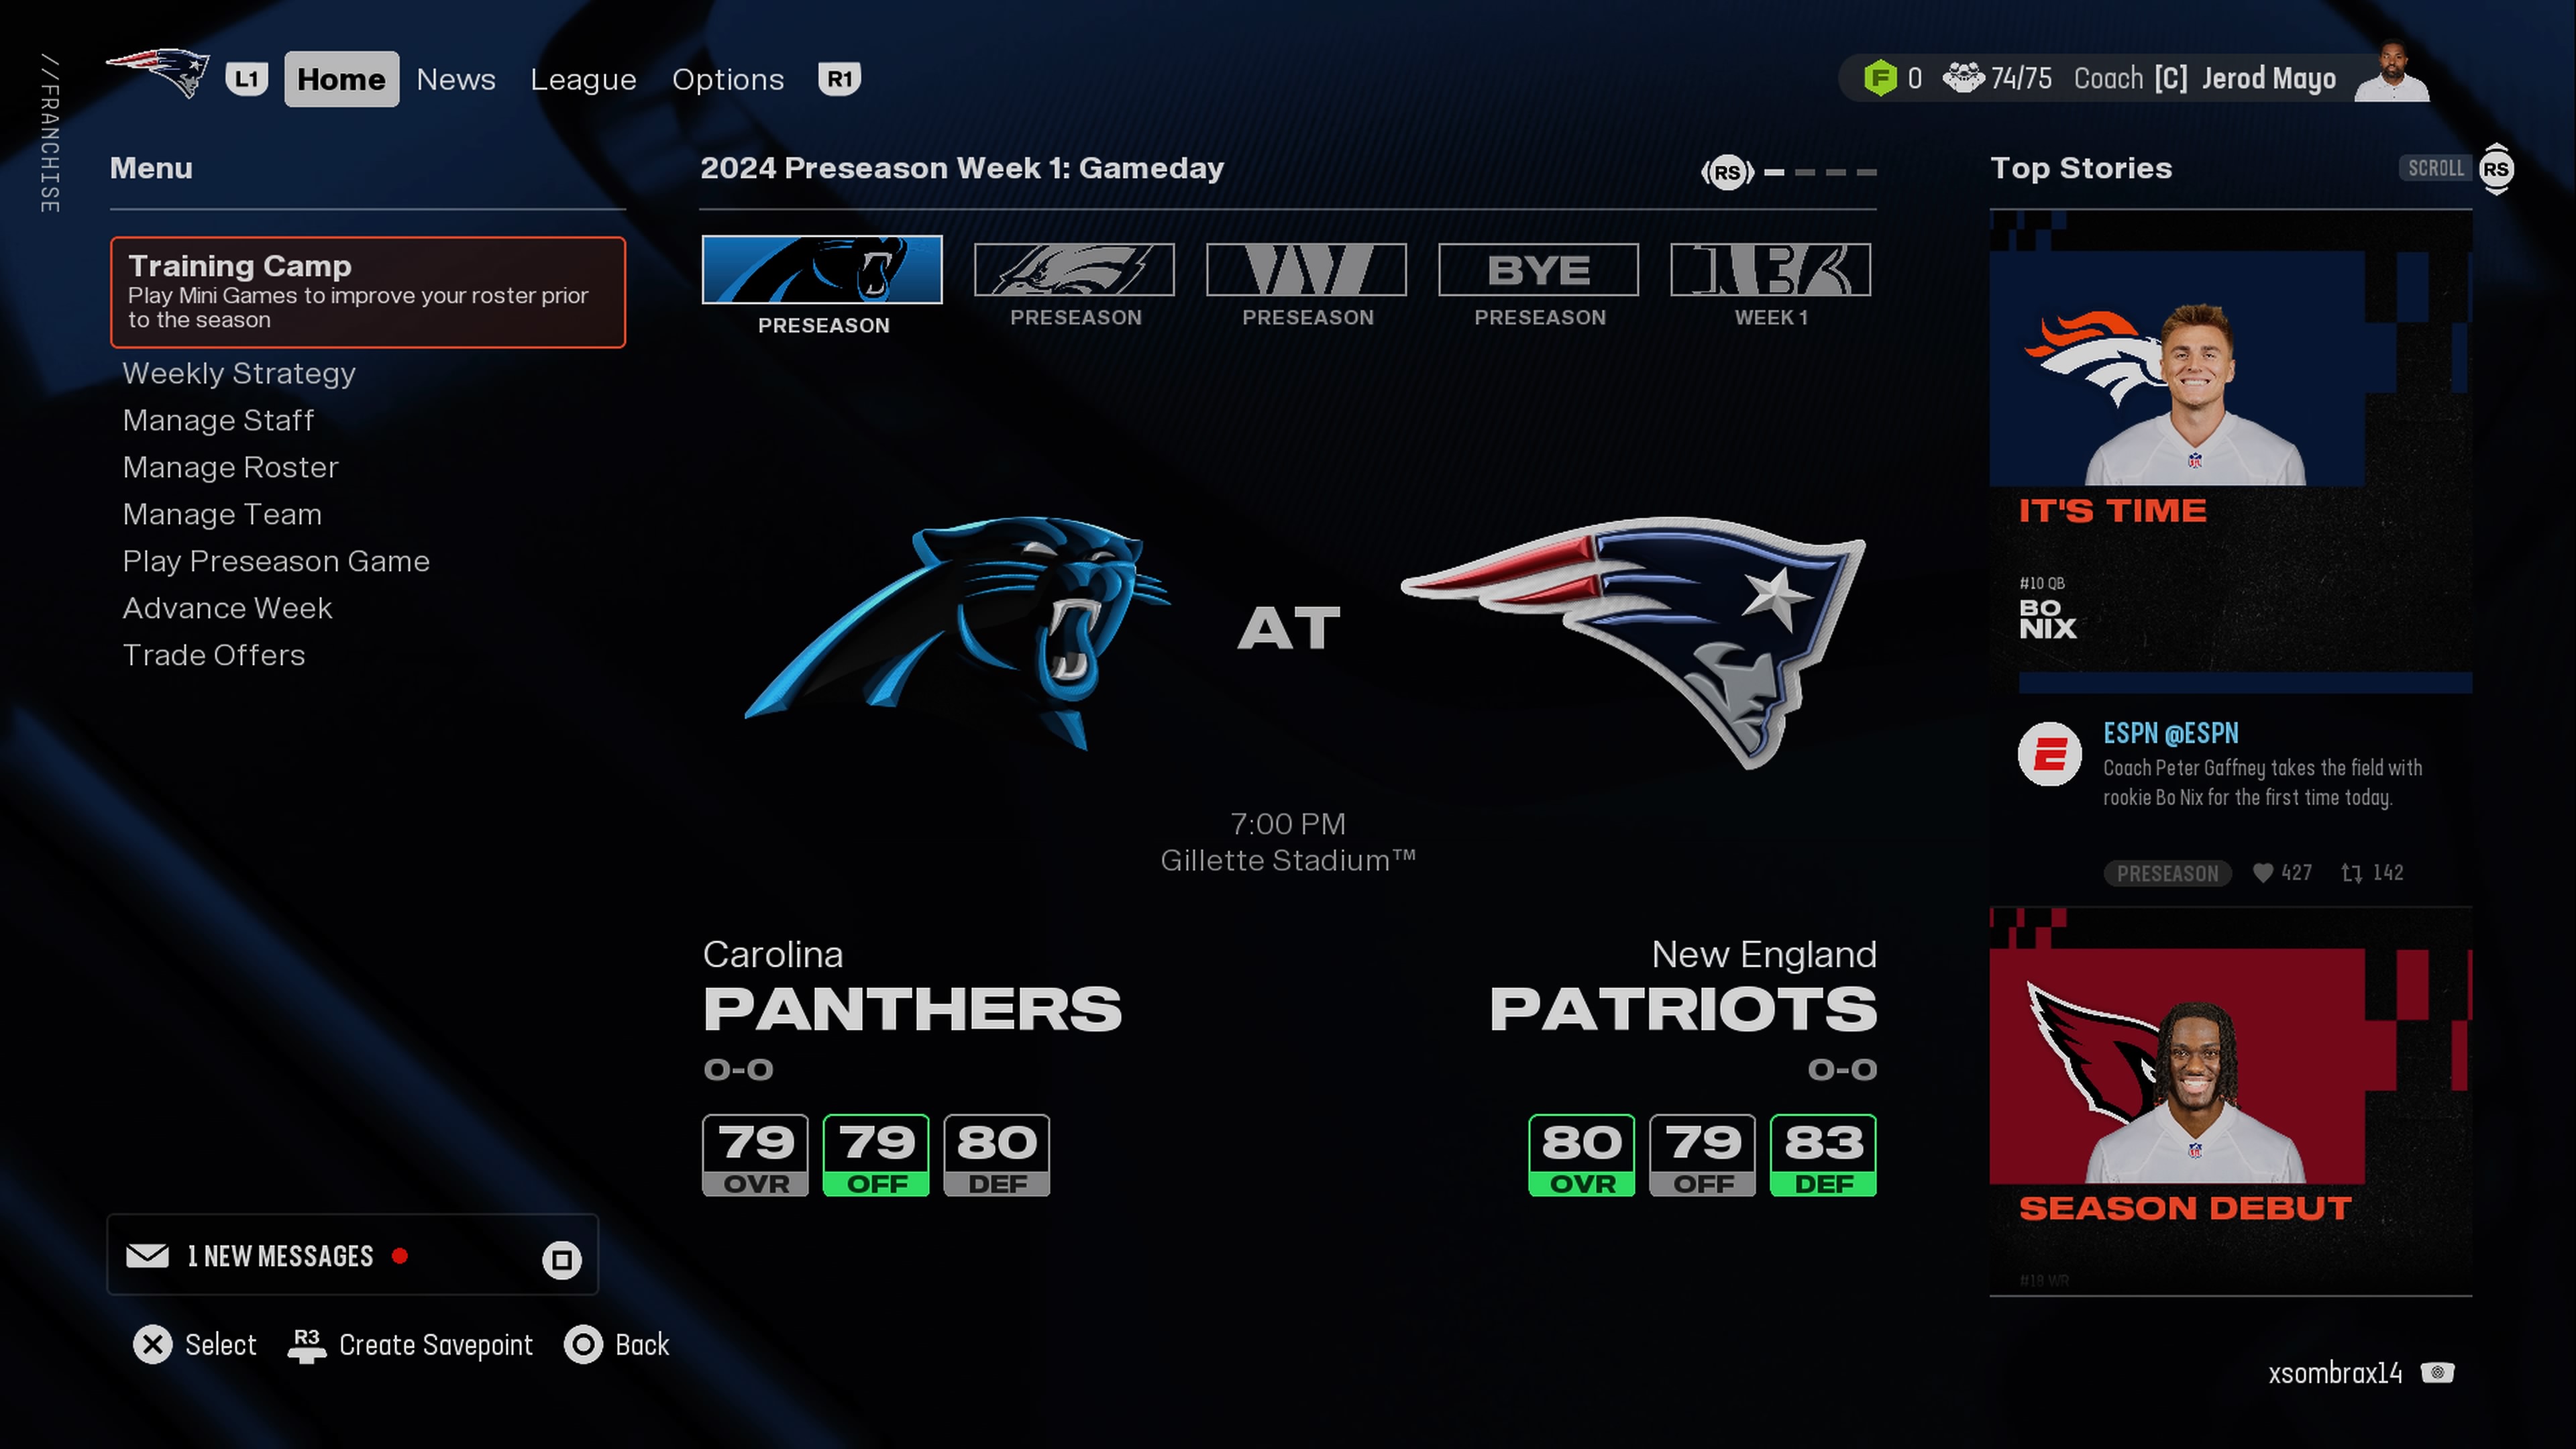 //FRANCHISE
L1 Home News League Options R1
F 0 74/75 Coach [C] Jerod Mayo
Menu
Training Camp
Play Mini Games to improve your roster prior
to the season
Weekly Strategy
Manage Staff
Manage Roster
Manage Team
Play Preseason Game
Advance Week
Trade Offers
1 NEW MESSAGES
Select R3 Create Savepoint Back
2024 Preseason Week 1: Gameday
RS
BYE
PRESEASON PRESEASON PRESEASON PRESEASON WEEK 1
AT
7:00 PM
Gillette Stadium™
Carolina
PANTHERS
0-0
79 79 80
OVR OFF DEF
New England
PATRIOTS
0-0
80 79 83
OVR OFF DEF
Top Stories
SCROLL RS
IT'S TIME
#10 QB
BO
NIX
ESPN @ESPN
Coach Peter Gaffney takes the field with
rookie Bo Nix for the first time today.
PRESEASON 427 142
SEASON DEBUT
#18 WR
xsombrax14